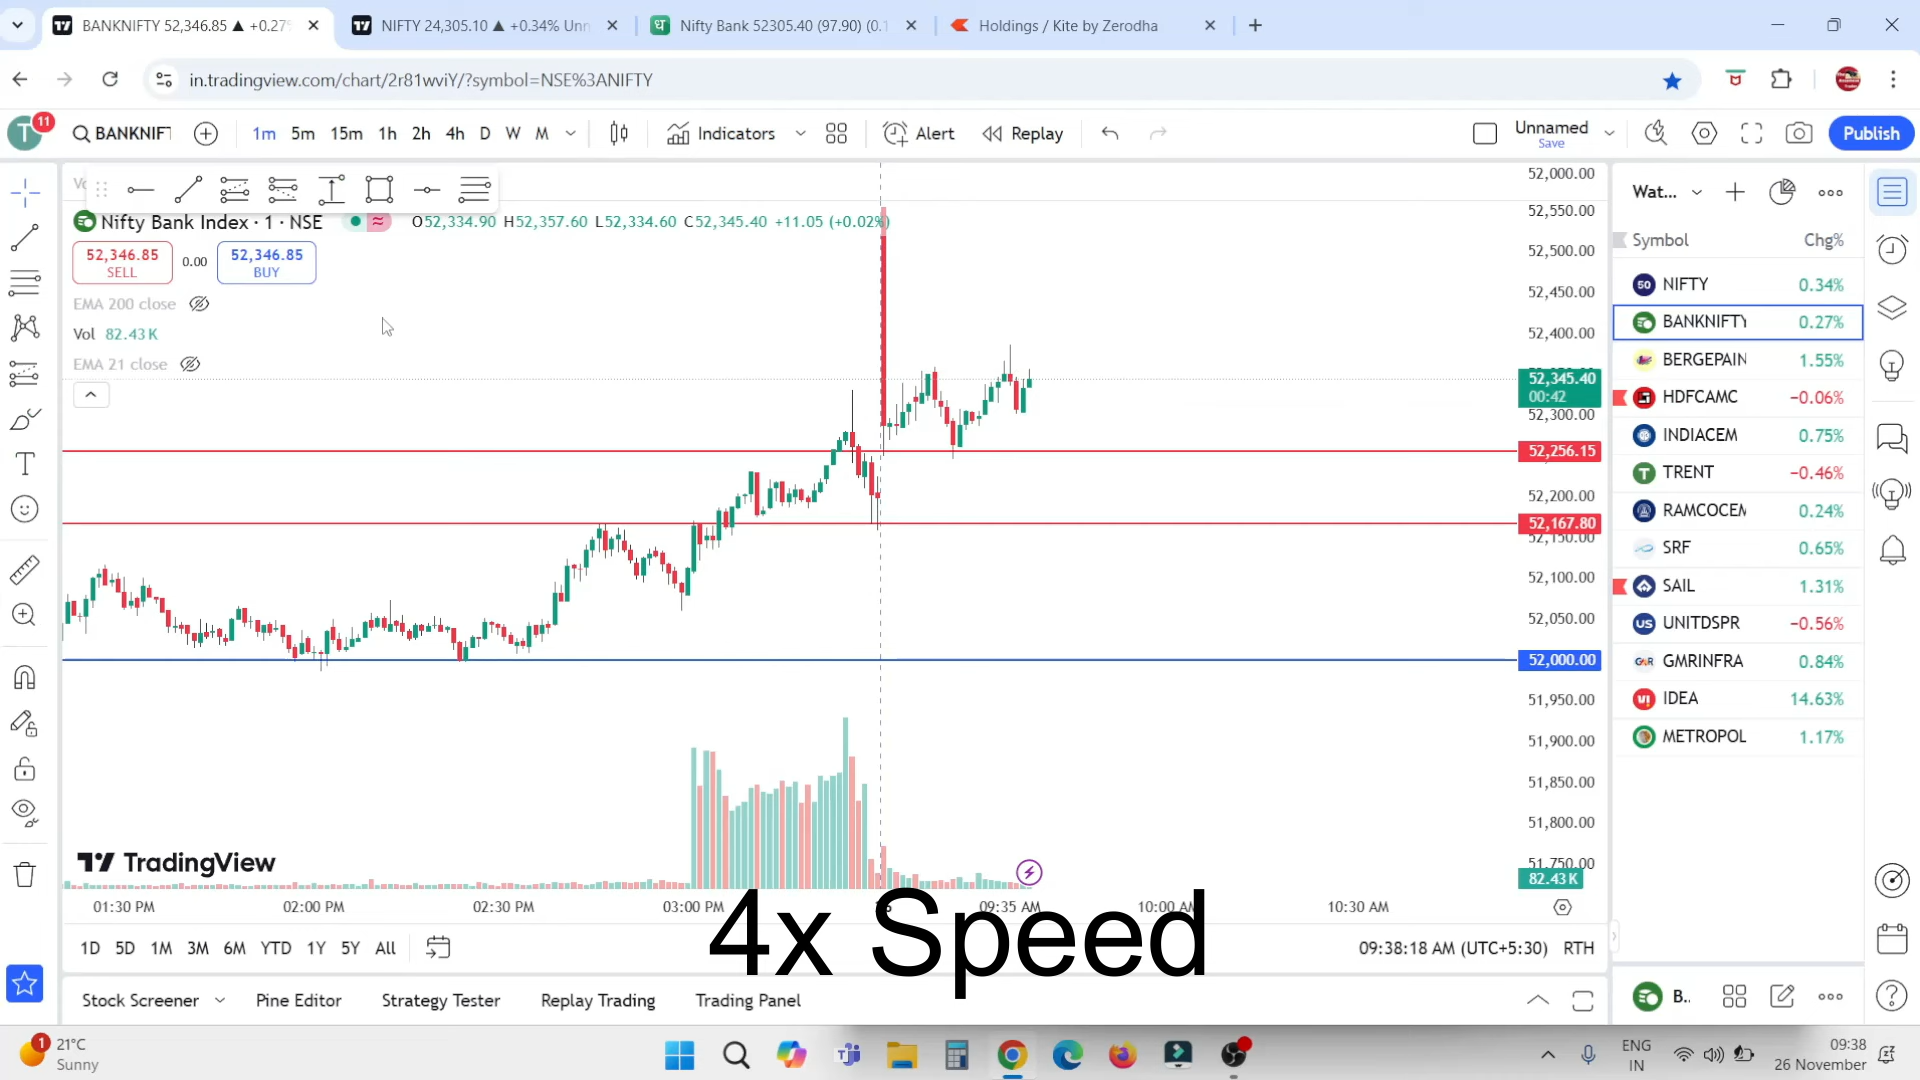 BANKNIFTY 52,346.85 ▲ +0.27%
NIFTY 24,305.10 ▲ +0.34% Unn
Nifty Bank 52305.40 (97.90) (0.1
Holdings / Kite by Zerodha
in.tradingview.com/chart/2r81wviY/?symbol=NSE%3ANIFTY
T 11
BANKNIFT
1m 5m 15m 1h 2h 4h D W M
Indicators
Alert
Replay
Unnamed
Save
Publish
Nifty Bank Index · 1 · NSE
O52,334.90 H52,357.60 L52,334.60 C52,345.40 +11.05 (+0.02%)
52,346.85
SELL
0.00
52,346.85
BUY
EMA 200 close
Vol 82.43 K
EMA 21 close
52,000.00
52,550.00
52,500.00
52,450.00
52,400.00
52,345.40
00:42
52,300.00
52,256.15
52,200.00
52,167.80
52,150.00
52,100.00
52,050.00
52,000.00
51,950.00
51,900.00
51,850.00
51,800.00
51,750.00
82.43 K
TradingView
01:30 PM 02:00 PM 02:30 PM 03:00 PM 09:35 AM 10:00 AM 10:30 AM
4x Speed
1D 5D 1M 3M 6M YTD 1Y 5Y All
09:38:18 AM (UTC+5:30) RTH
Stock Screener Pine Editor Strategy Tester Replay Trading Trading Panel
Wat...
Symbol Chg%
50 NIFTY 0.34%
BANKNIFTY 0.27%
BERGEPAIN 1.55%
HDFCAMC −0.06%
INDIACEM 0.75%
T TRENT −0.46%
RAMCOCEM 0.24%
SRF 0.65%
SAIL 1.31%
US UNITDSPR −0.56%
GMRINFRA 0.84%
IDEA 14.63%
METROPOL 1.17%
B.
1
21°C
Sunny
ENG
IN
09:38
26 November